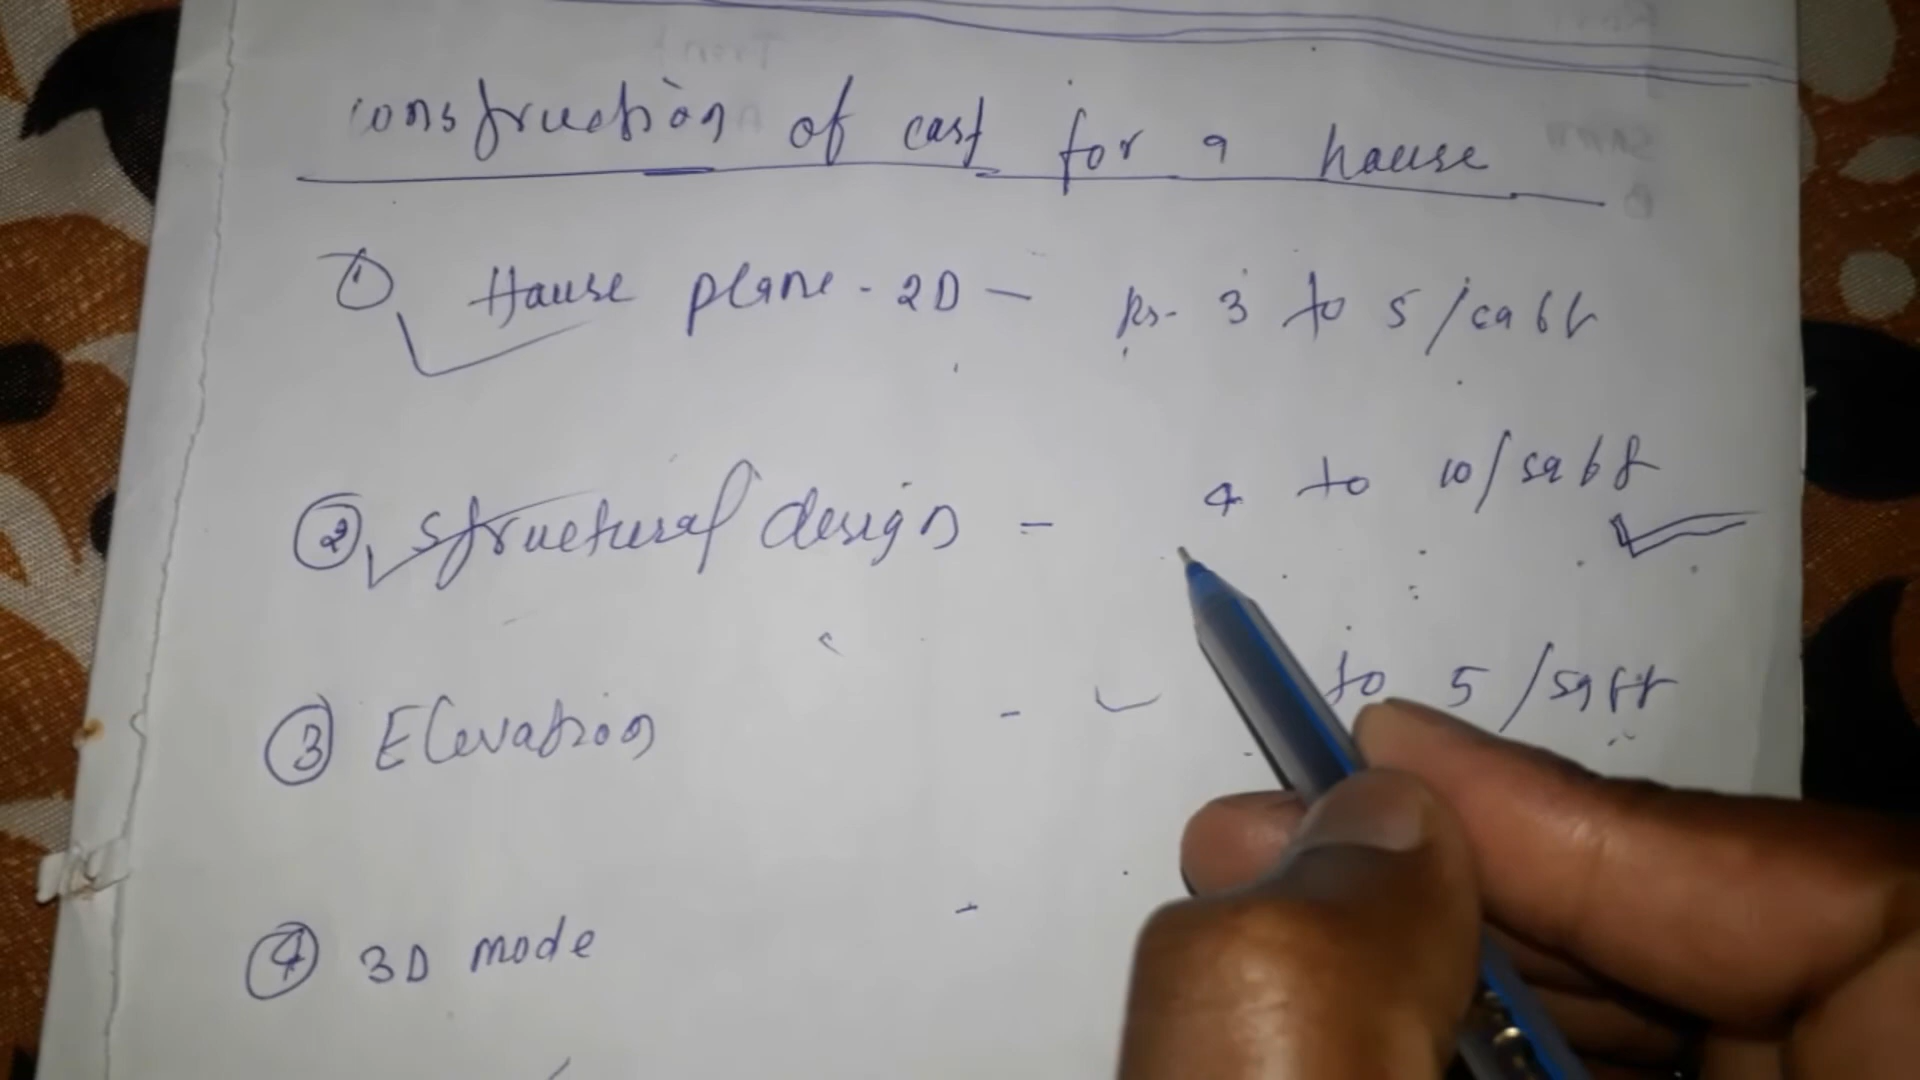 construction of cast for a hause
① Hause plane - 2D - Rs. 3 to 5 / sqft
② structural design - 4 to 10/sqft
③ Elevation - to 5 /sqft
④ 3D mode -